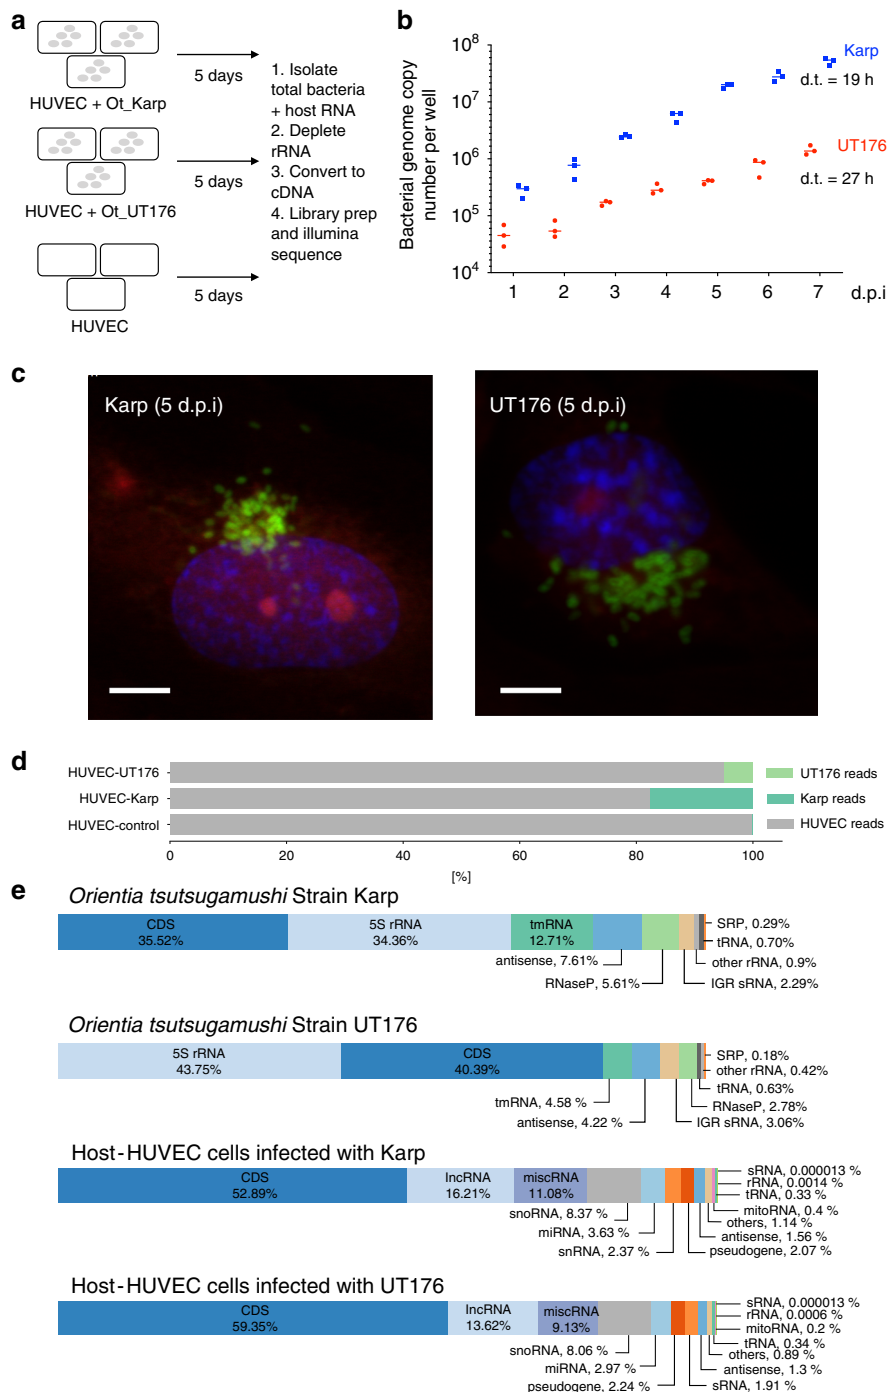 a
HUVEC + Ot_Karp
5 days
HUVEC + Ot_UT176
5 days
HUVEC
5 days
1. Isolate
total bacteria
+ host RNA
2. Deplete
rRNA
3. Convert to
cDNA
4. Library prep
and illumina
sequence
b
Bacterial genome copy
number per well
10^8
10^7
10^6
10^5
10^4
Karp
d.t. = 19 h
UT176
d.t. = 27 h
1 2 3 4 5 6 7 d.p.i
c
Karp (5 d.p.i)
UT176 (5 d.p.i)
d
HUVEC-UT176
HUVEC-Karp
HUVEC-control
UT176 reads
Karp reads
HUVEC reads
0 20 40 60 80 100
[%]
e
Orientia tsutsugamushi Strain Karp
CDS
35.52%
5S rRNA
34.36%
tmRNA
12.71%
antisense, 7.61%
RNaseP, 5.61%
SRP, 0.29%
tRNA, 0.70%
other rRNA, 0.9%
IGR sRNA, 2.29%
Orientia tsutsugamushi Strain UT176
5S rRNA
43.75%
CDS
40.39%
tmRNA, 4.58 %
antisense, 4.22 %
SRP, 0.18%
other rRNA, 0.42%
tRNA, 0.63%
RNaseP, 2.78%
IGR sRNA, 3.06%
Host-HUVEC cells infected with Karp
CDS
52.89%
lncRNA
16.21%
miscRNA
11.08%
snoRNA, 8.37 %
miRNA, 3.63 %
snRNA, 2.37 %
sRNA, 0.000013 %
rRNA, 0.0014 %
tRNA, 0.33 %
mitoRNA, 0.4 %
others, 1.14 %
antisense, 1.56 %
pseudogene, 2.07 %
Host-HUVEC cells infected with UT176
CDS
59.35%
lncRNA
13.62%
miscRNA
9.13%
snoRNA, 8.06 %
miRNA, 2.97 %
pseudogene, 2.24 %
sRNA, 0.000013 %
rRNA, 0.0006 %
mitoRNA, 0.2 %
tRNA, 0.34 %
others, 0.89 %
antisense, 1.3 %
sRNA, 1.91 %